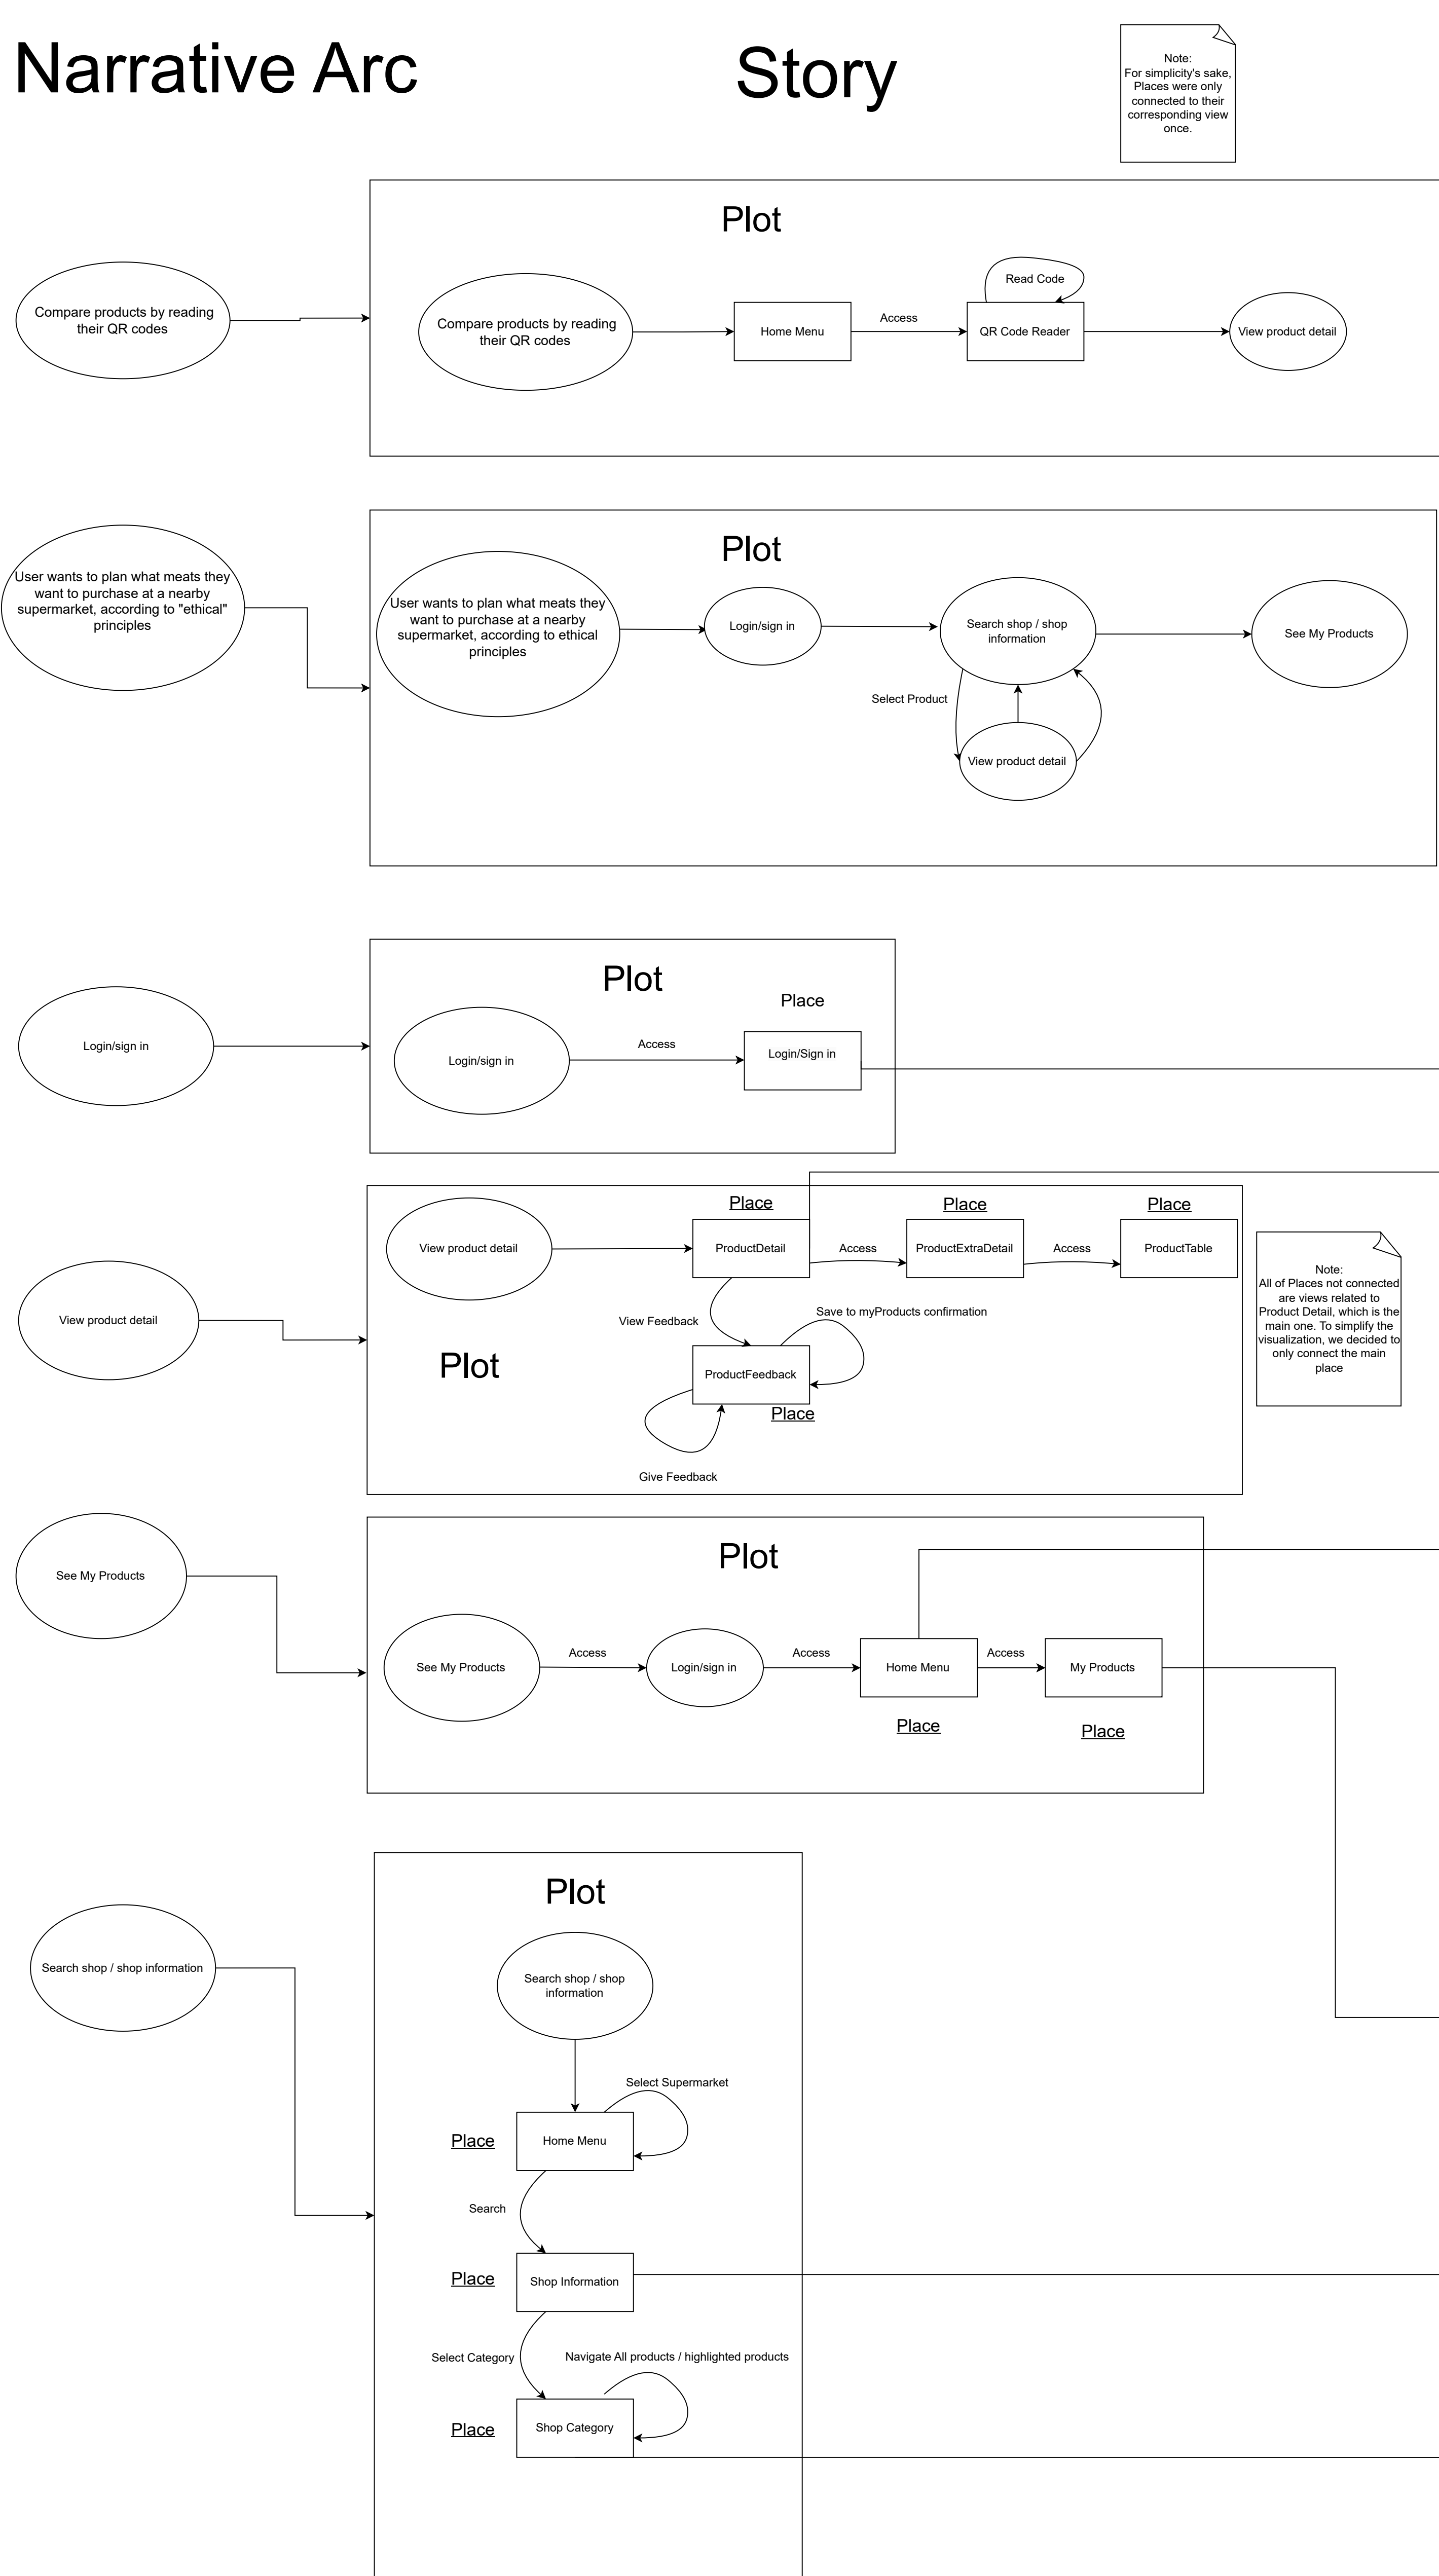 Narrative Arc
Story
Note:
For simplicity's sake,
Places were only
connected to their
corresponding view
once.
Plot
Compare products by reading
their QR codes
Compare products by reading
their QR codes
Home Menu
Access
Read Code
QR Code Reader
View product detail
Plot
User wants to plan what meats they
want to purchase at a nearby
supermarket, according to "ethical"
principles
User wants to plan what meats they
want to purchase at a nearby
supermarket, according to ethical
principles
Login/sign in
Search shop / shop
information
See My Products
Select Product
View product detail
Plot
Place
Login/sign in
Login/sign in
Access
Login/Sign in
Place
Place
Place
View product detail
ProductDetail
Access
ProductExtraDetail
Access
ProductTable
Note:
All of Places not connected
are views related to
Product Detail, which is the
main one. To simplify the
visualization, we decided to
only connect the main
place
View product detail
View Feedback
Save to myProducts confirmation
Plot
ProductFeedback
Place
Give Feedback
Plot
See My Products
See My Products
Access
Login/sign in
Access
Home Menu
Access
My Products
Place
Place
Plot
Search shop / shop information
Search shop / shop
information
Select Supermarket
Place
Home Menu
Search
Place
Shop Information
Select Category
Navigate All products / highlighted products
Place
Shop Category